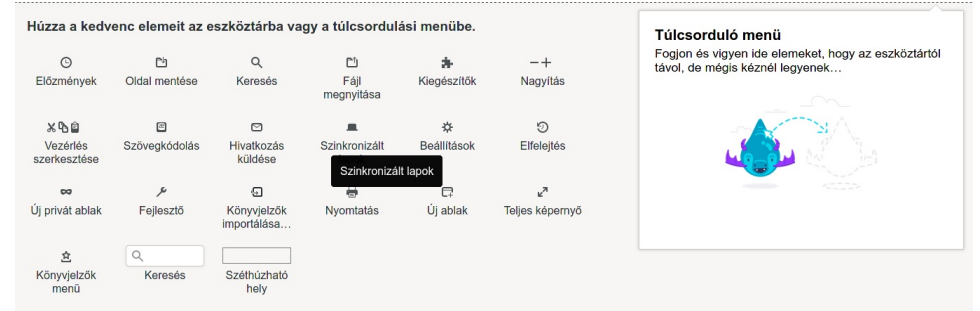 Húzza a kedvenc elemeit az eszköztárba vagy a túlcsordulási menübe.
Előzmények
Oldal mentése
Keresés
Fájl
megnyitása
Kiegészítők
Nagyítás
Vezérlés
szerkesztése
Szövegkódolás
Hivatkozás
küldése
Szinkronizált
Beállítások
Elfelejtés
Szinkronizált lapok
Új privát ablak
Fejlesztő
Könyvjelzők
importálása…
Nyomtatás
Új ablak
Teljes képernyő
Könyvjelzők
menü
Keresés
Széthúzható
hely
Túlcsorduló menü
Fogjon és vigyen ide elemeket, hogy az eszköztártól
távol, de mégis kéznél legyenek…